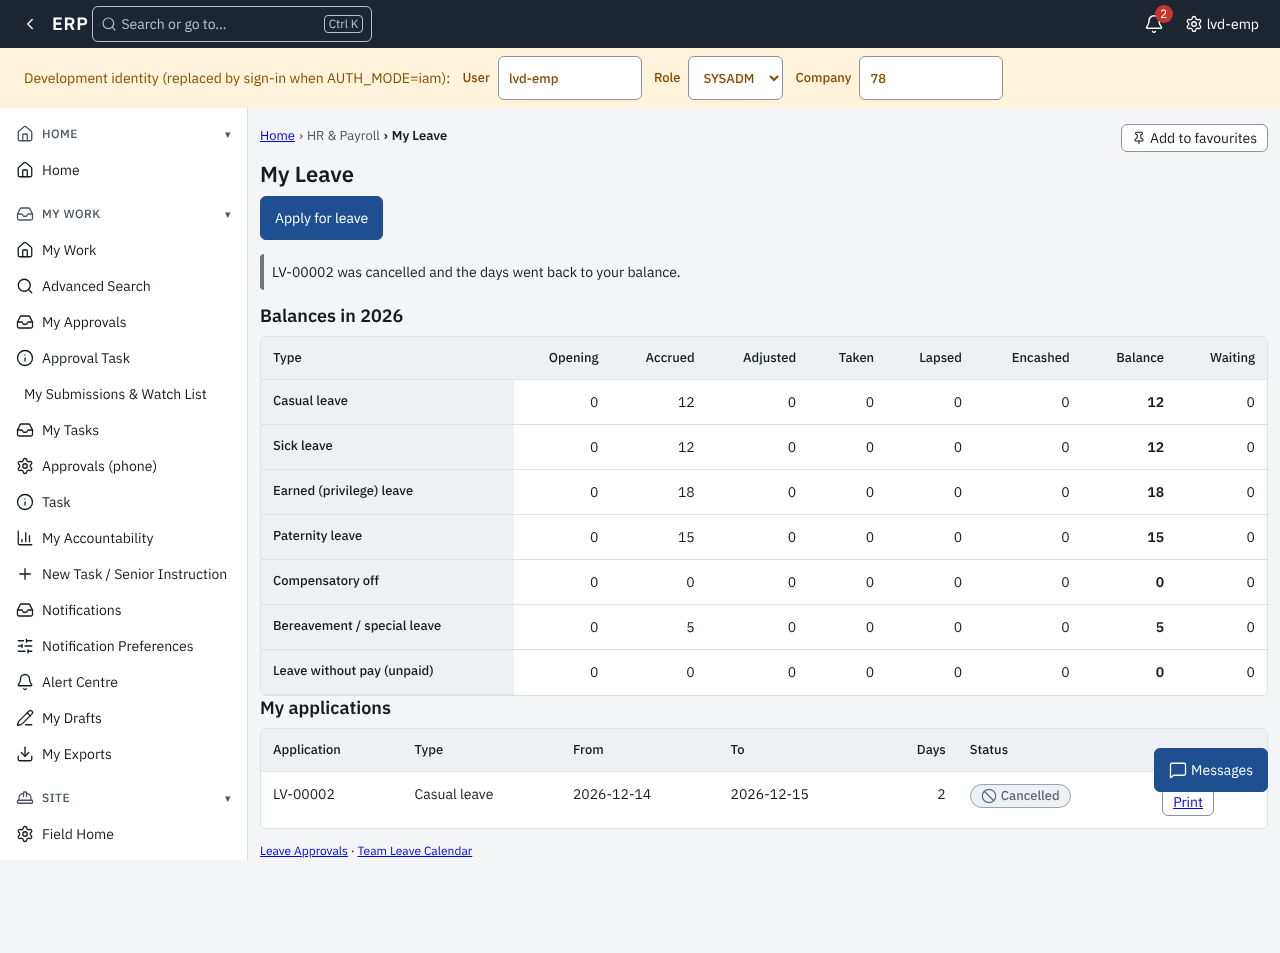 ERP Search or go to... Ctrl K 2 lvd-emp
Development identity (replaced by sign-in when AUTH_MODE=iam): User lvd-emp Role SYSADM Company 78
HOME
Home
MY WORK
My Work
Advanced Search
My Approvals
Approval Task
My Submissions & Watch List
My Tasks
Approvals (phone)
Task
My Accountability
New Task / Senior Instruction
Notifications
Notification Preferences
Alert Centre
My Drafts
My Exports
SITE
Field Home
Home › HR & Payroll › My Leave
Add to favourites
My Leave
Apply for leave
LV-00002 was cancelled and the days went back to your balance.
Balances in 2026
Type Opening Accrued Adjusted Taken Lapsed Encashed Balance Waiting
Casual leave 0 12 0 0 0 0 12 0
Sick leave 0 12 0 0 0 0 12 0
Earned (privilege) leave 0 18 0 0 0 0 18 0
Paternity leave 0 15 0 0 0 0 15 0
Compensatory off 0 0 0 0 0 0 0 0
Bereavement / special leave 0 5 0 0 0 0 5 0
Leave without pay (unpaid) 0 0 0 0 0 0 0 0
My applications
Application Type From To Days Status
LV-00002 Casual leave 2026-12-14 2026-12-15 2 Cancelled
Messages
Print
Leave Approvals · Team Leave Calendar